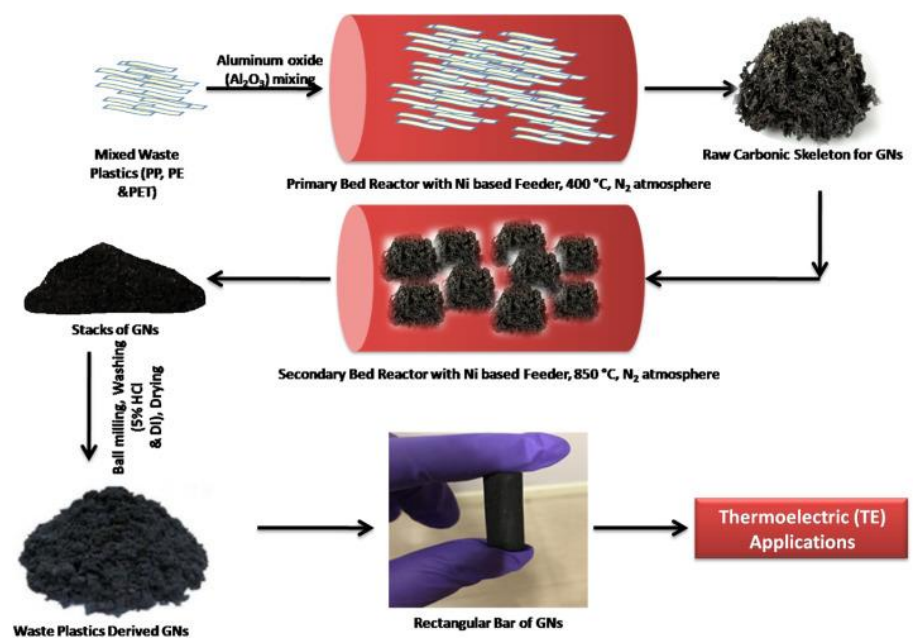 Aluminum oxide
(Al₂O₃) mixing
Mixed Waste
Plastics (PP, PE
&PET)
Raw Carbonic Skeleton for GNs
Primary Bed Reactor with Ni based Feeder, 400 °C, N₂ atmosphere
Stacks of GNs
Secondary Bed Reactor with Ni based Feeder, 850 °C, N₂ atmosphere
Ball milling, Washing
(5% HCl
& DI), Drying
Waste Plastics Derived GNs
Rectangular Bar of GNs
Thermoelectric (TE)
Applications